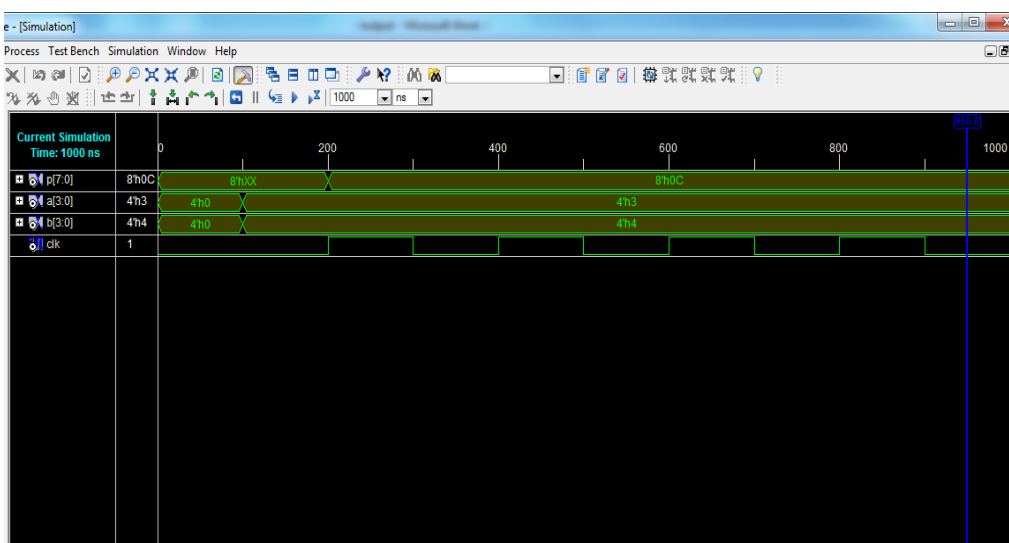 e - [Simulation]
Process Test Bench Simulation Window Help
1000 ns
Current Simulation
Time: 1000 ns
0 200 400 600 800 1000
p[7:0] 8'h0C 8'hXX 8'h0C
a[3:0] 4'h3 4'h0 4'h3
b[3:0] 4'h4 4'h0 4'h4
clk 1